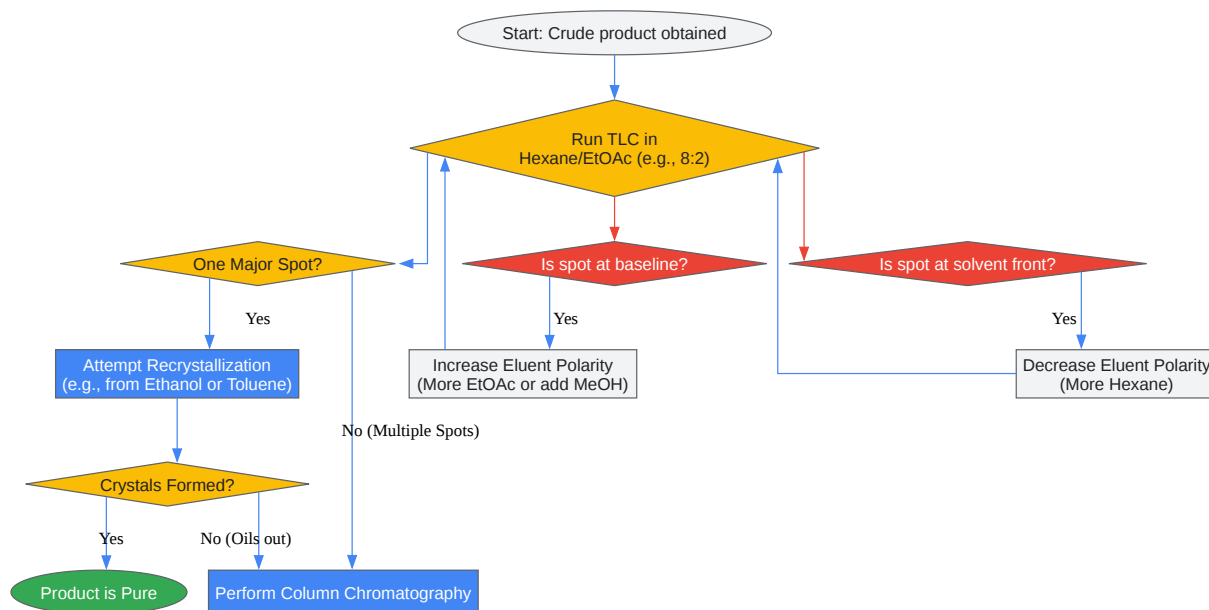 Start: Crude product obtained
Run TLC in
Hexane/EtOAc (e.g., 8:2)
One Major Spot?
Is spot at baseline?
Is spot at solvent front?
Yes
Yes
Yes
Attempt Recrystallization
(e.g., from Ethanol or Toluene)
Increase Eluent Polarity
(More EtOAc or add MeOH)
Decrease Eluent Polarity
(More Hexane)
No (Multiple Spots)
Crystals Formed?
Yes
No (Oils out)
Product is Pure
Perform Column Chromatography